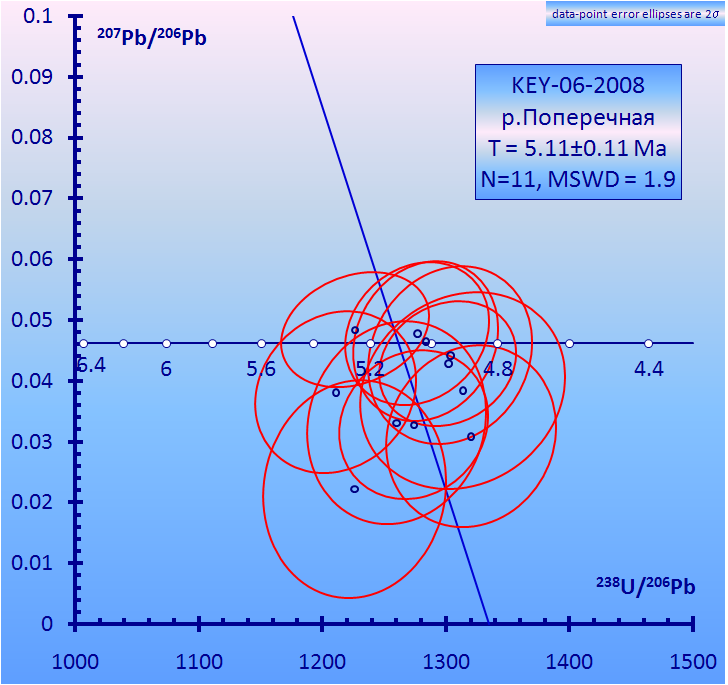 data-point error ellipses are 2σ
0.1
²⁰⁷Pb/²⁰⁶Pb
KEY-06-2008
р.Поперечная
T = 5.11±0.11 Ma
N=11, MSWD = 1.9
0.09
0.08
0.07
0.06
0.05
6.4 6 5.6 5.2 4.8 4.4
0.04
0.03
0.02
0.01
²³⁸U/²⁰⁶Pb
0
1000 1100 1200 1300 1400 1500